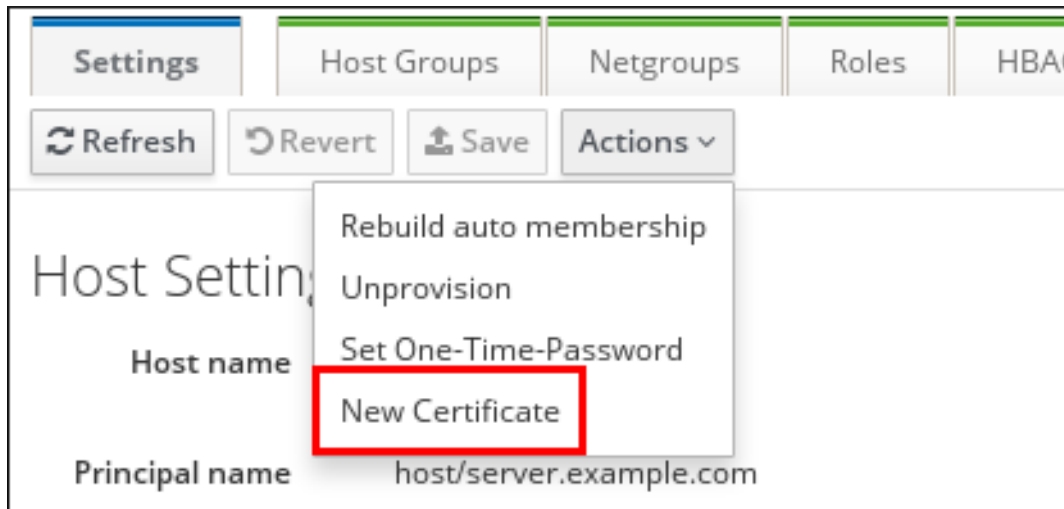 Settings Host Groups Netgroups Roles
Refresh Revert Save Actions
Rebuild auto membership
Host Unprovision
Set One-Time-Password
Host name
New Certificate
Principal name host/server.example.com